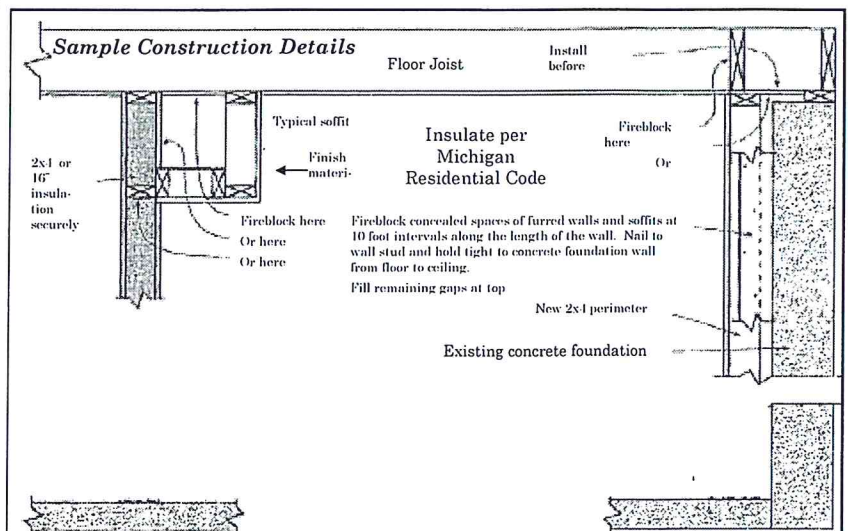 Sample Construction Details
Floor Joist
Install
before
Typical soffit
Finish
materi-
2x4 or
16"
insula-
tion
securely
Insulate per
Michigan
Residential Code
Fireblock
here
Or
Fireblock here
Or here
Or here
Fireblock concealed spaces of furred walls and soffits at
10 foot intervals along the length of the wall. Nail to
wall stud and hold tight to concrete foundation wall
from floor to ceiling.
Fill remaining gaps at top
New 2x4 perimeter
Existing concrete foundation